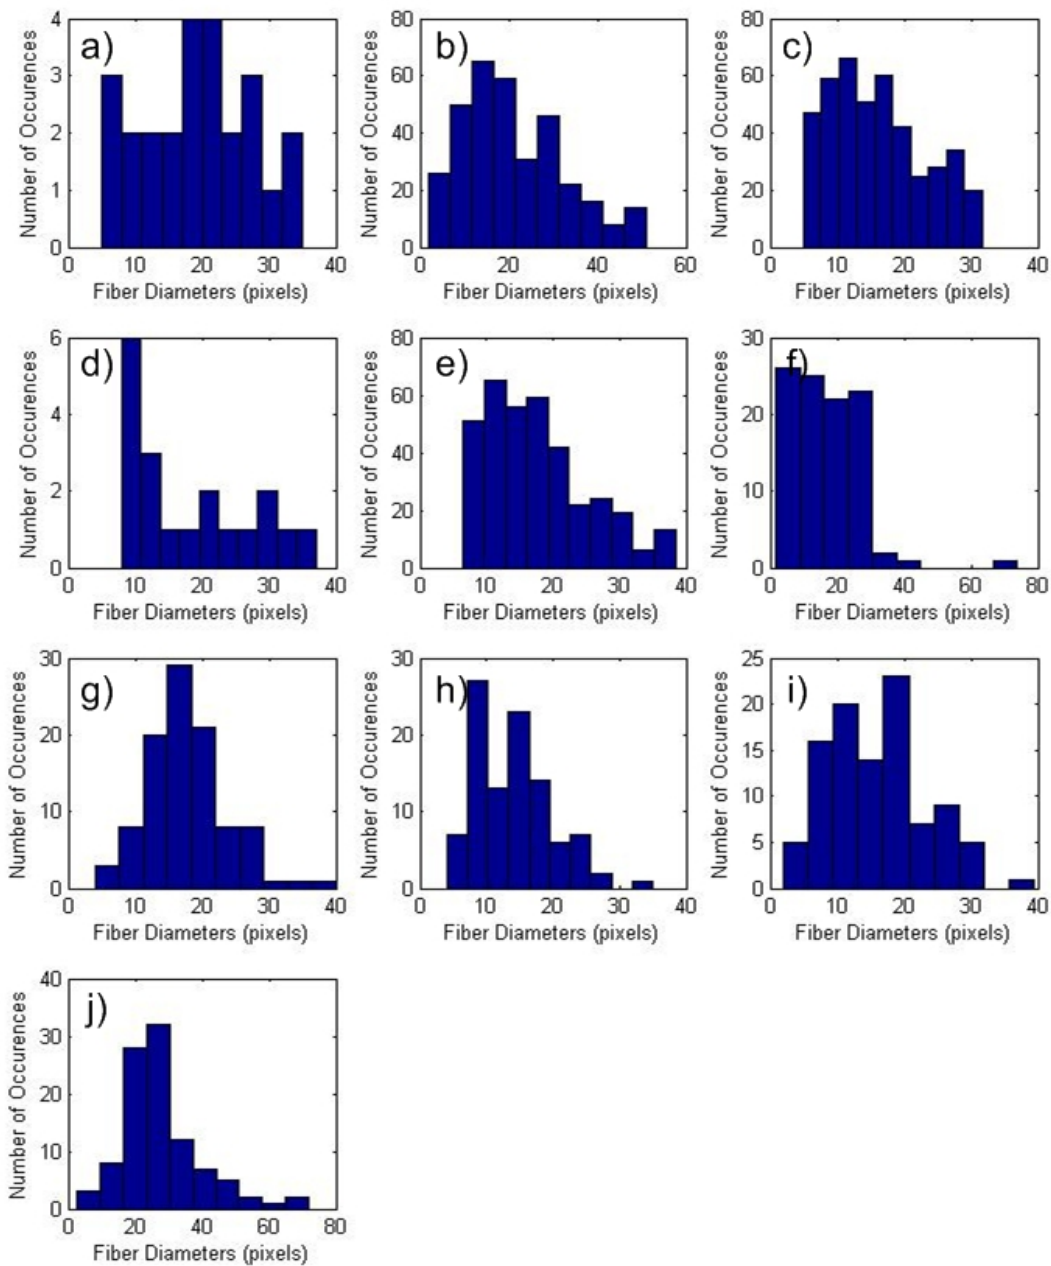 a)
Number of Occurences
4
3
2
1
0
0 10 20 30 40
Fiber Diameters (pixels)
b)
Number of Occurences
80
60
40
20
0
0 20 40 60
Fiber Diameters (pixels)
c)
Number of Occurences
80
60
40
20
0
0 10 20 30 40
Fiber Diameters (pixels)
d)
Number of Occurences
6
4
2
0
0 10 20 30 40
Fiber Diameters (pixels)
e)
Number of Occurences
80
60
40
20
0
0 10 20 30 40
Fiber Diameters (pixels)
f)
Number of Occurences
30
20
10
0
0 20 40 60 80
Fiber Diameters (pixels)
g)
Number of Occurences
30
20
10
0
0 10 20 30 40
Fiber Diameters (pixels)
h)
Number of Occurences
30
20
10
0
0 10 20 30 40
Fiber Diameters (pixels)
i)
Number of Occurences
25
20
15
10
5
0
0 10 20 30 40
Fiber Diameters (pixels)
j)
Number of Occurences
40
30
20
10
0
0 20 40 60 80
Fiber Diameters (pixels)